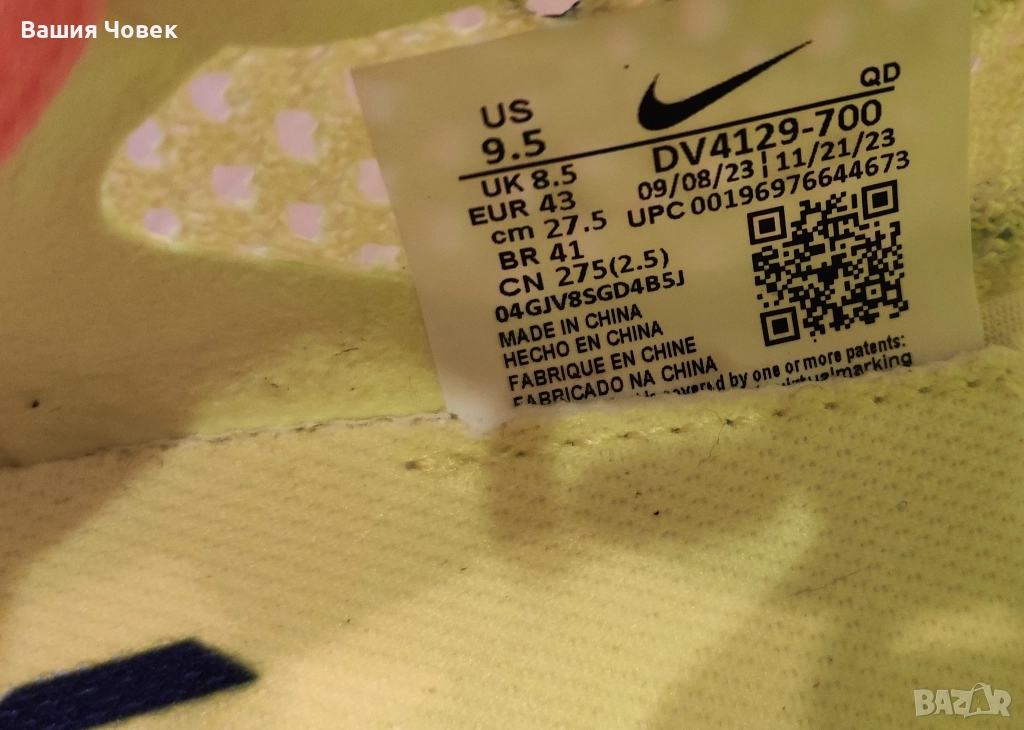 Вашия Човек
QD
US
9.5
DV4129-700
UK 8.5
09/08/23 | 11/21/23
EUR 43
UPC 00196976644673
cm 27.5
BR 41
CN 275(2.5)
04GJV8SGD4B5J
MADE IN CHINA
HECHO EN CHINA
FABRIQUE EN CHINE
FABRICADO NA CHINA
covered by one or more patents:
BAZAR